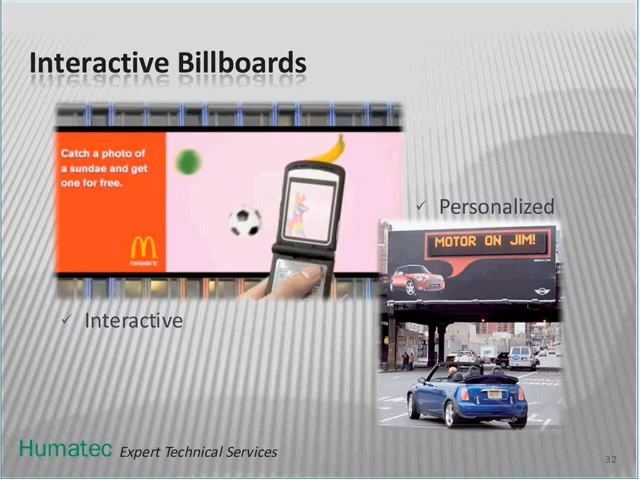 Interactive Billboards
Catch a photo of
a sundae and get
one for free.
✓ Personalized
MOTOR ON JIM!
✓ Interactive
Humatec Expert Technical Services
32